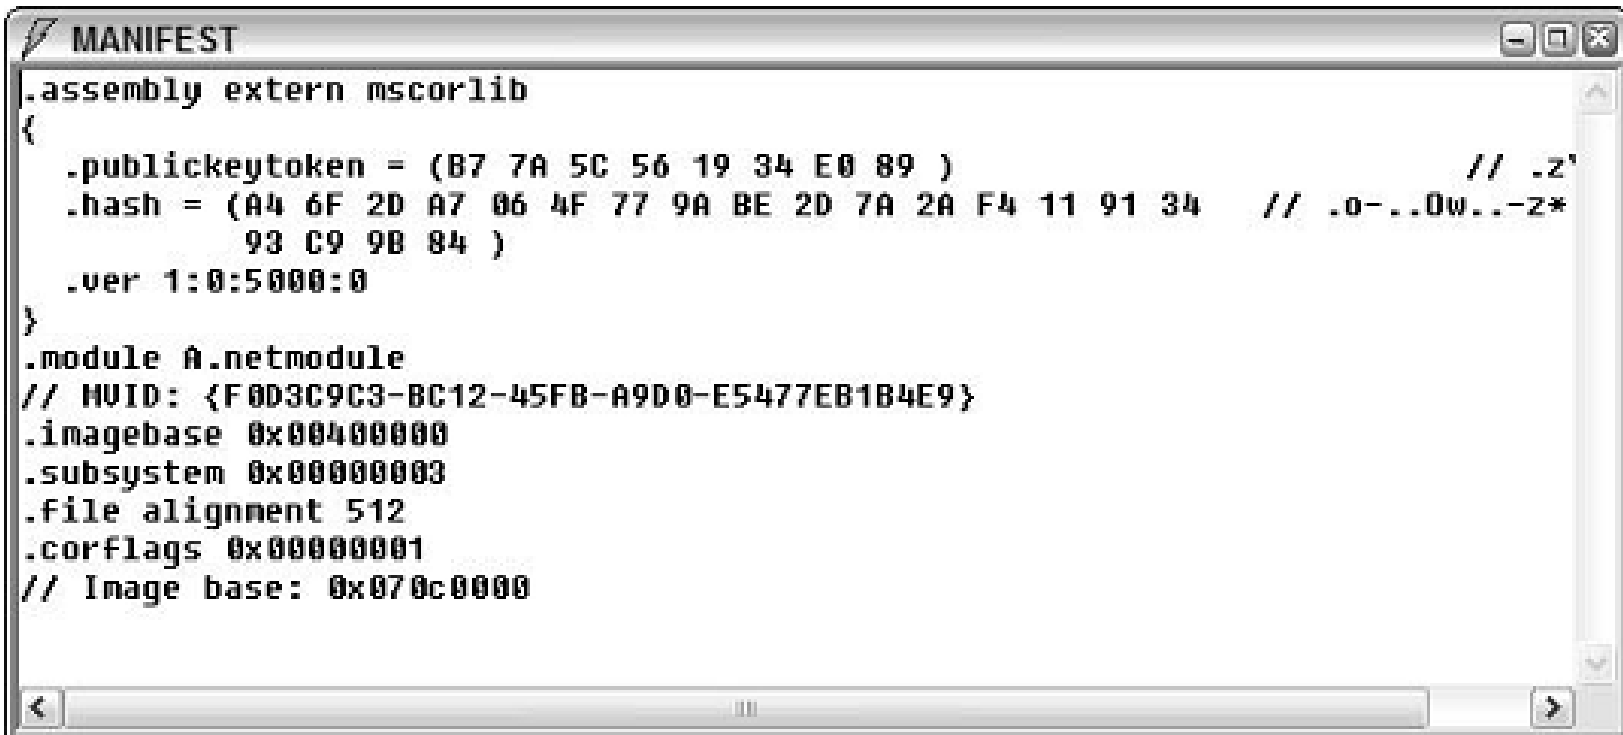 MANIFEST
.assembly extern mscorlib
{
.publickeytoken = (B7 7A 5C 56 19 34 E0 89 ) // .z\
.hash = (A4 6F 2D A7 06 4F 77 9A BE 2D 7A 2A F4 11 91 34 // .o-..Ow..-z*
93 C9 9B 84 )
.ver 1:0:5000:0
}
.module A.netmodule
// MVID: {F0D3C9C3-BC12-45FB-A9D0-E5477EB1B4E9}
.imagebase 0x00400000
.subsystem 0x00000003
.file alignment 512
.corflags 0x00000001
// Image base: 0x070c0000